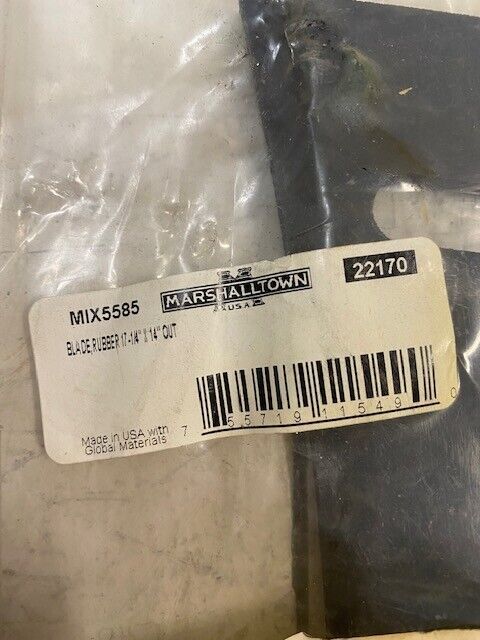 MIX5585
MARSHALLTOWN
USA
22170
BLADE,RUBBER 17-1/4" X 14" OUT
7 55719 11549 0
Made in USA with
Global Materials